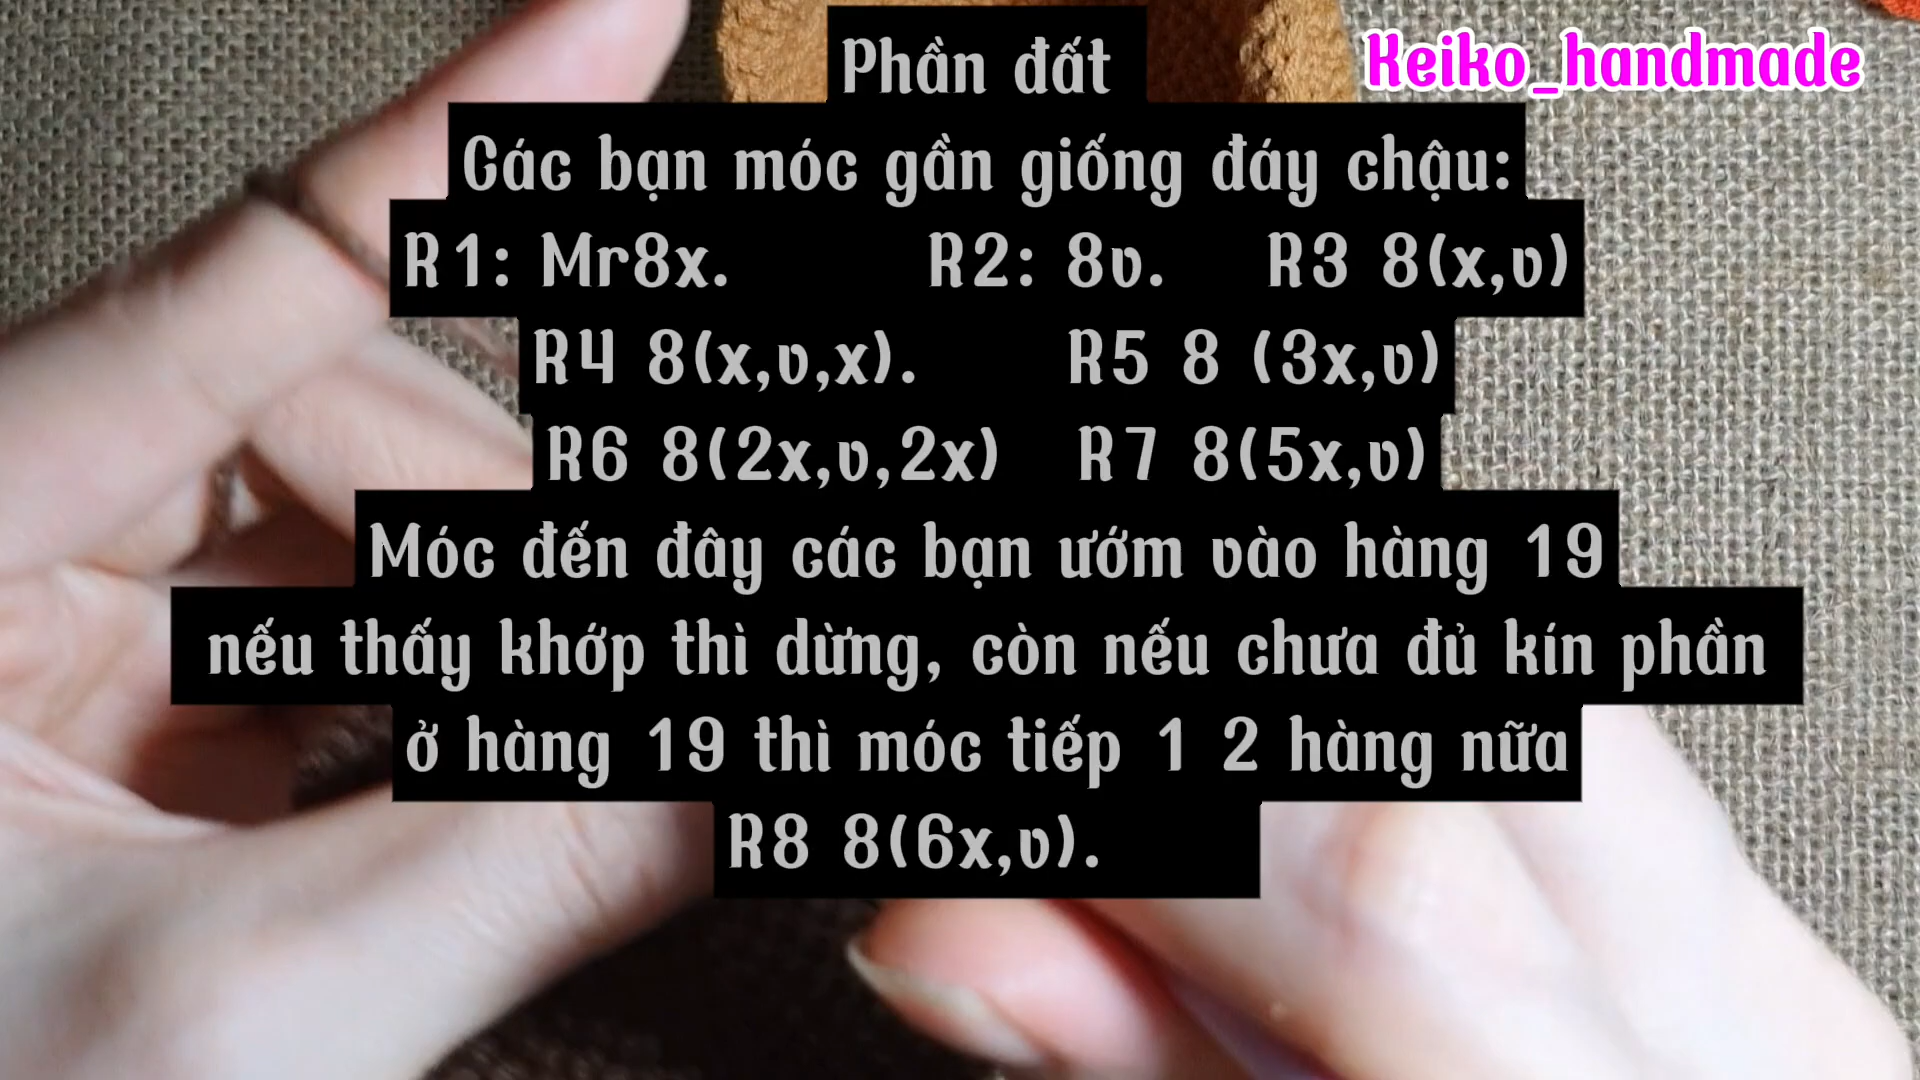 Phần đất
Keiko_handmade
Các bạn móc gần giống đáy chậu:
R1: Mr8x. R2: 8v. R3 8(x,v)
R4 8(x,v,x). R5 8 (3x,v)
R6 8(2x,v,2x) R7 8(5x,v)
Móc đến đây các bạn ướm vào hàng 19
nếu thấy khớp thì dừng, còn nếu chưa đủ kín phần
ở hàng 19 thì móc tiếp 1 2 hàng nữa
R8 8(6x,v).